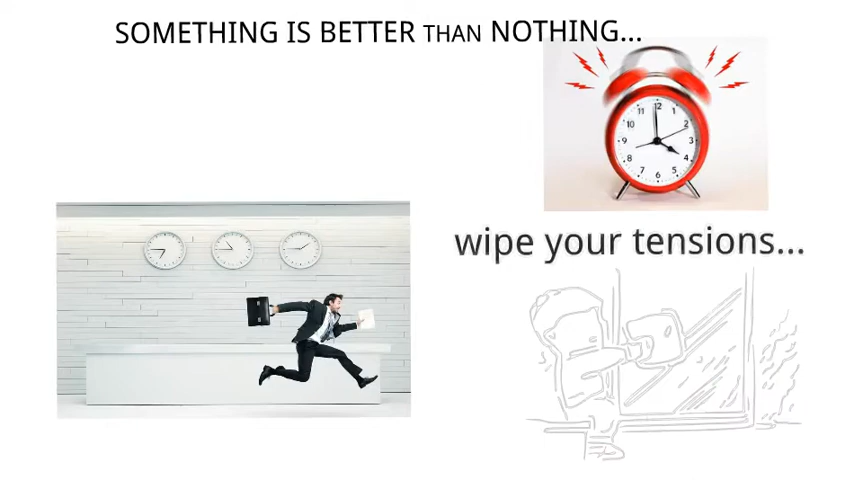 SOMETHING IS BETTER THAN NOTHING...
wipe your tensions...